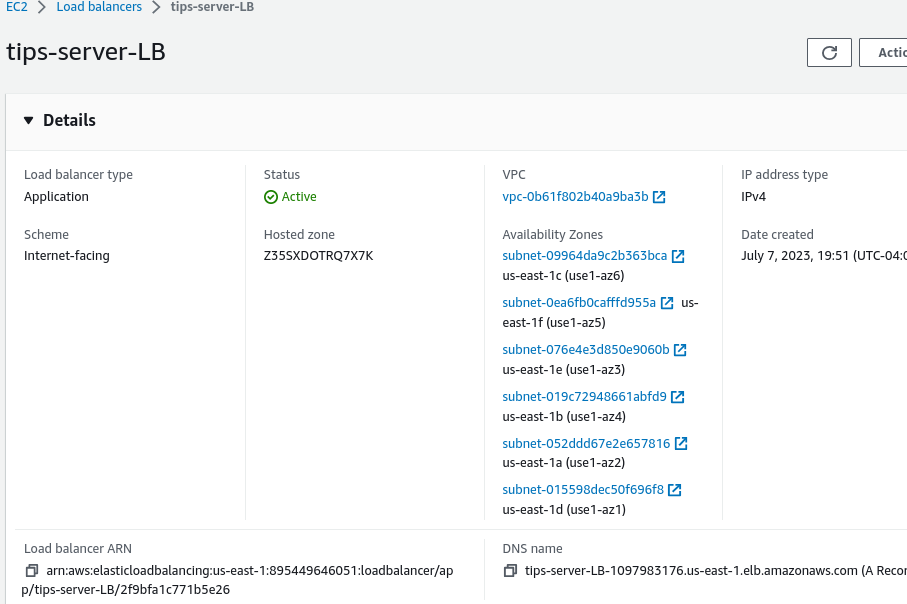 EC2 > Load balancers > tips-server-LB
tips-server-LB
Actio
Details
Load balancer type
Application
Scheme
Internet-facing
Status
Active
Hosted zone
Z35SXDOTRQ7X7K
VPC
vpc-0b61f802b40a9ba3b
Availability Zones
subnet-09964da9c2b363bca
us-east-1c (use1-az6)
subnet-0ea6fb0cafffd955a us-
east-1f (use1-az5)
subnet-076e4e3d850e9060b
us-east-1e (use1-az3)
subnet-019c72948661abfd9
us-east-1b (use1-az4)
subnet-052ddd67e2e657816
us-east-1a (use1-az2)
subnet-015598dec50f696f8
us-east-1d (use1-az1)
IP address type
IPv4
Date created
July 7, 2023, 19:51 (UTC-04:0
Load balancer ARN
arn:aws:elasticloadbalancing:us-east-1:895449646051:loadbalancer/ap
p/tips-server-LB/2f9bfa1c771b5e26
DNS name
tips-server-LB-1097983176.us-east-1.elb.amazonaws.com (A Recor